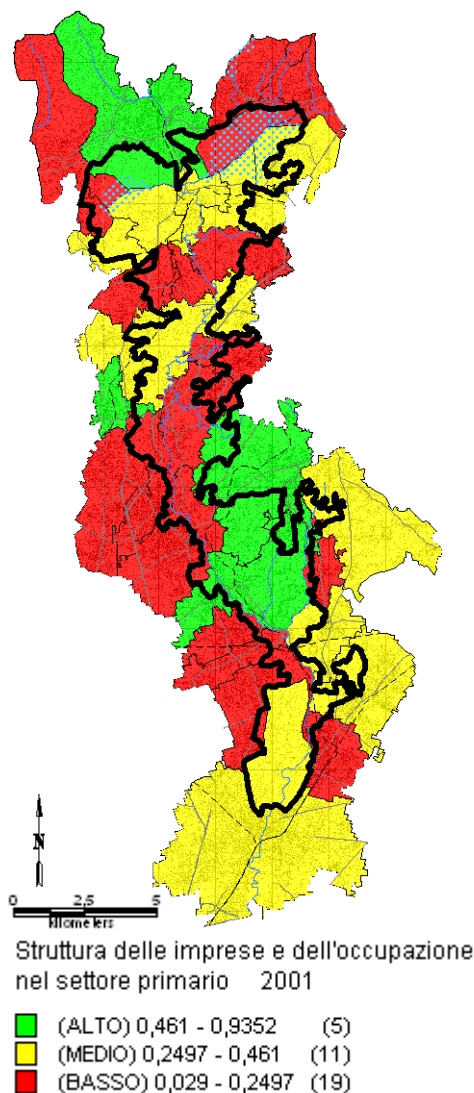 N
0 2,5 5
kilometers
Struttura delle imprese e dell'occupazione
nel settore primario 2001
(ALTO) 0,461 - 0,9352 (5)
(MEDIO) 0,2497 - 0,461 (11)
(BASSO) 0,029 - 0,2497 (19)